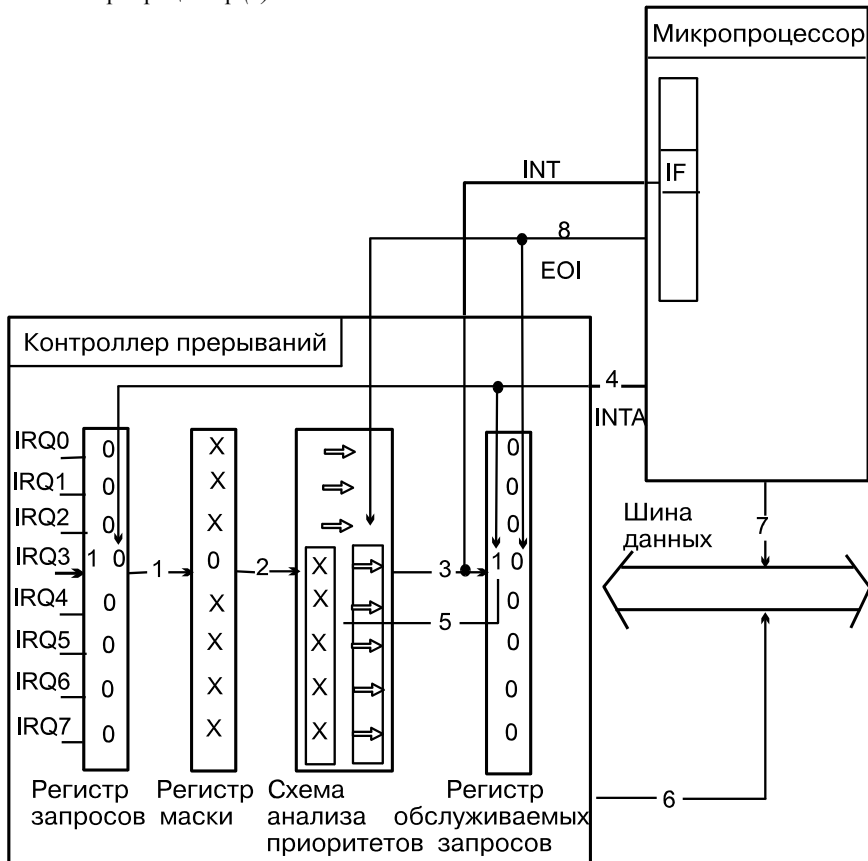 Микропроцессор
INT
IF
8
EOI
Контроллер прерываний
4
INTA
IRQ0 0 X 0
IRQ1 0 X 0
IRQ2 0 X 0
IRQ3 1 0 1 0 2 X 3 1 0
IRQ4 0 X X 0
IRQ5 0 X X 5 0
IRQ6 0 X X 0
IRQ7 0 X X 0
Шина
данных
7
6
Регистр
запросов
Регистр
маски
Схема
анализа
приоритетов
Регистр
обслуживаемых
запросов